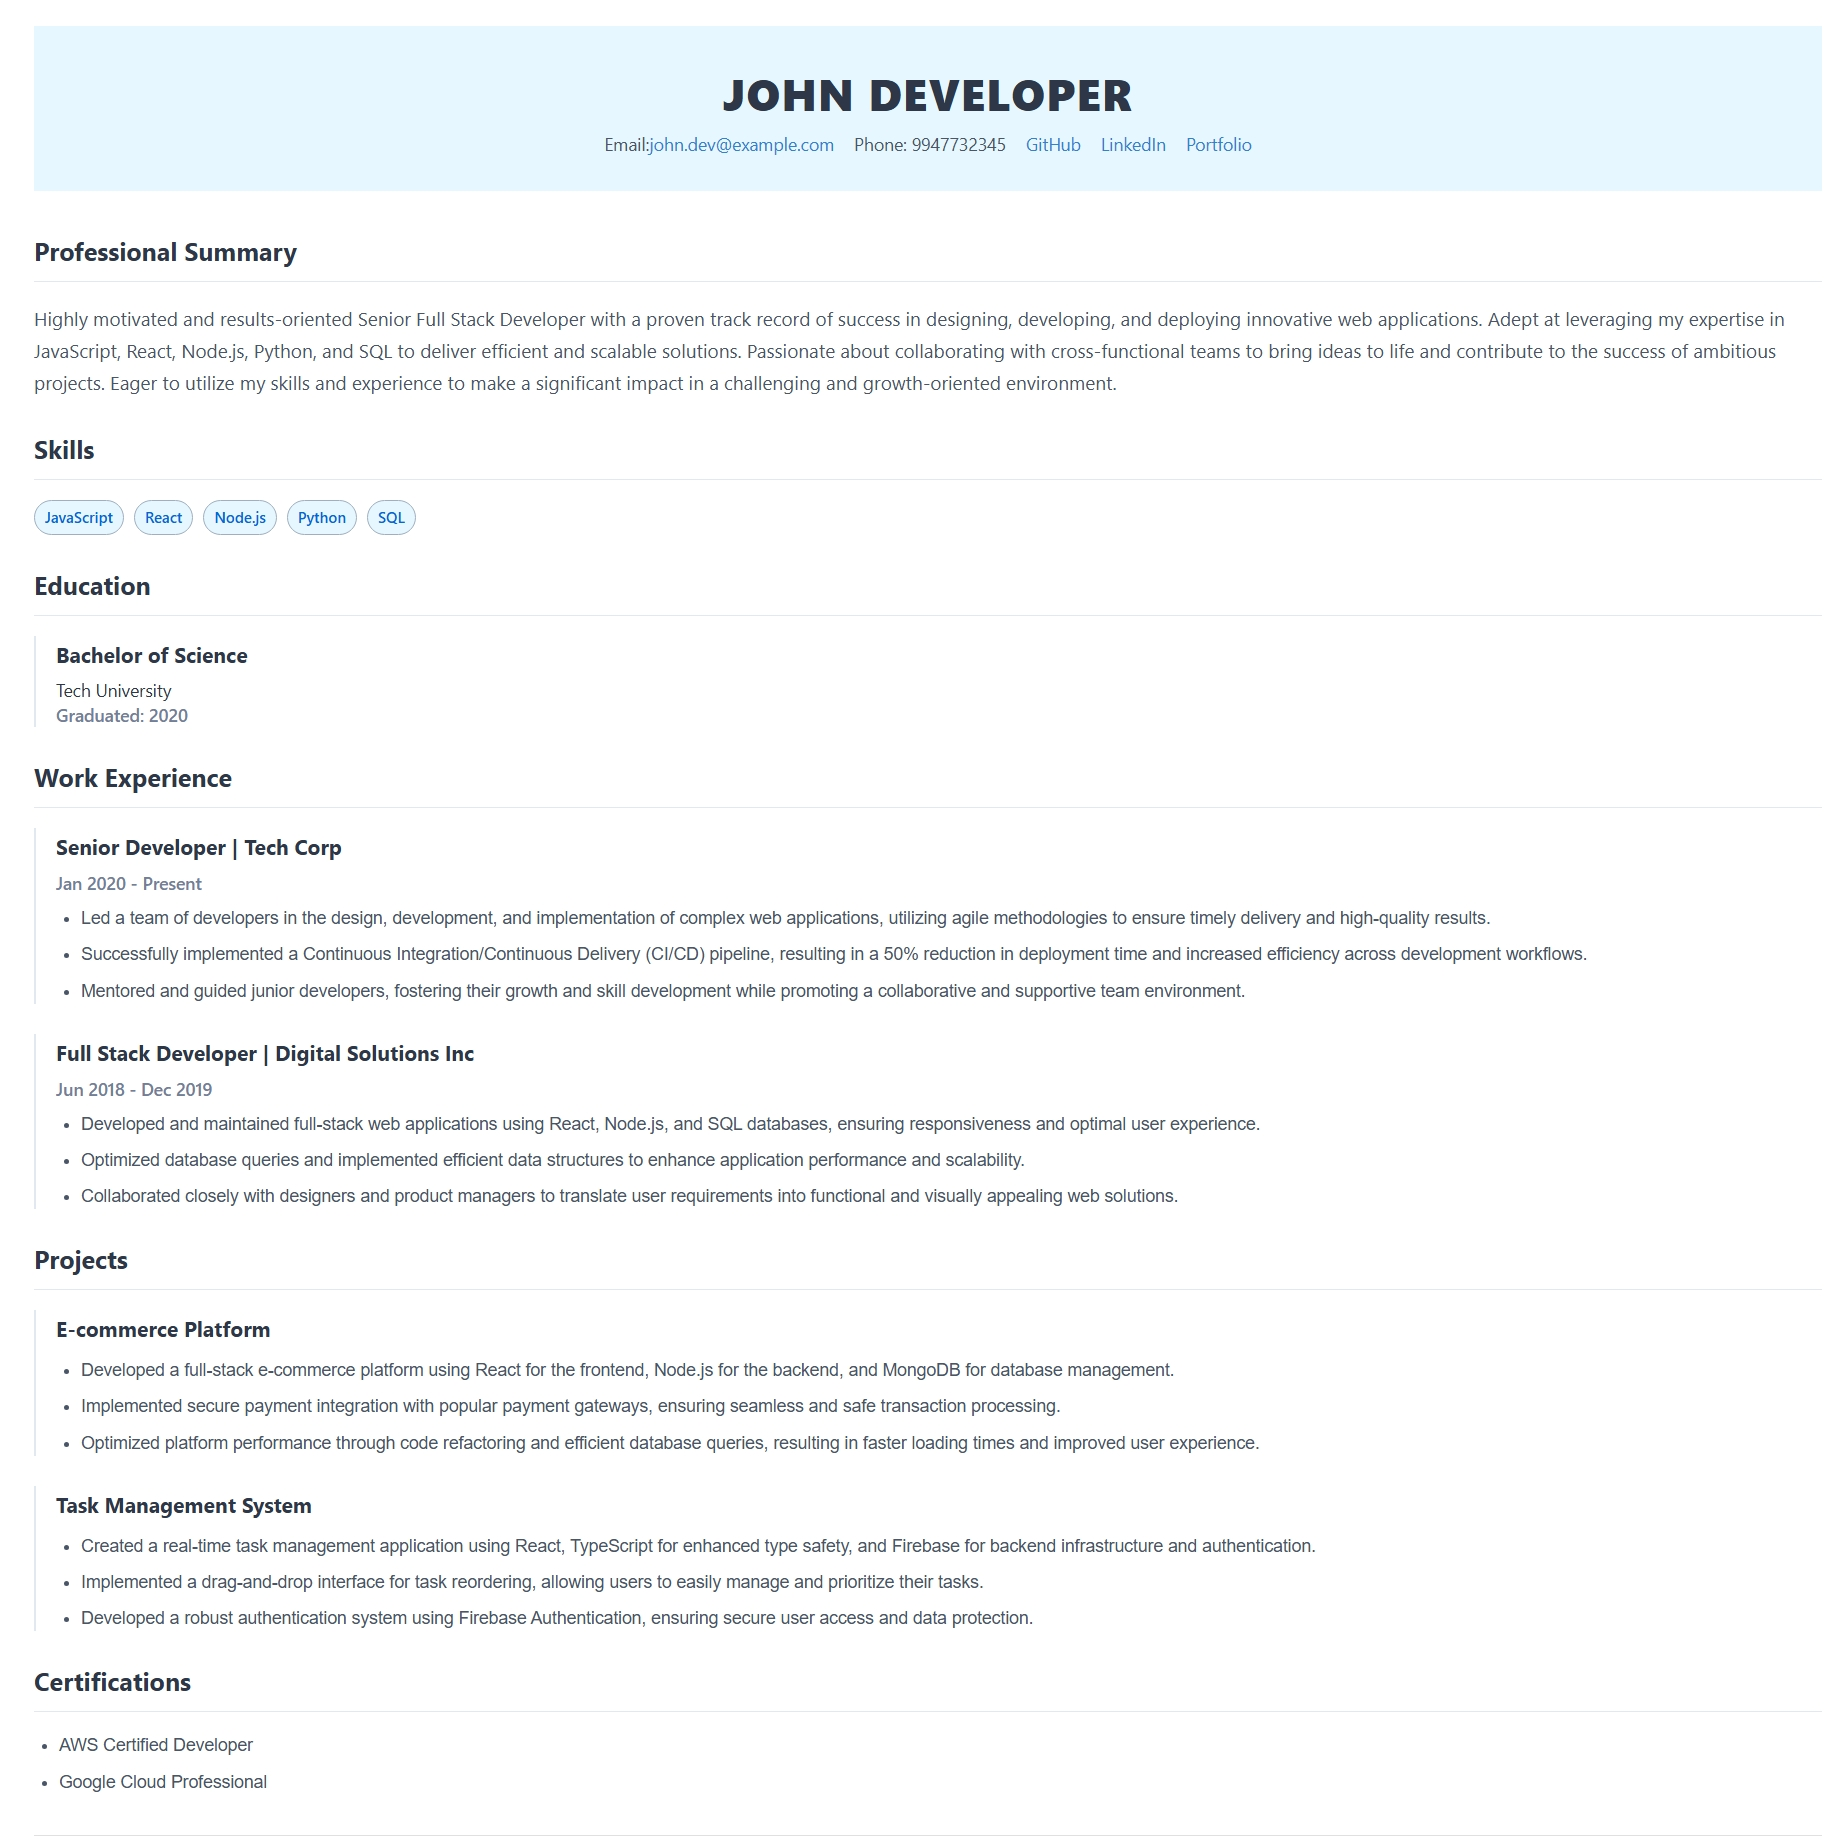 JOHN DEVELOPER
Email:john.dev@example.com Phone: 9947732345 GitHub LinkedIn Portfolio
Professional Summary
Highly motivated and results-oriented Senior Full Stack Developer with a proven track record of success in designing, developing, and deploying innovative web applications. Adept at leveraging my expertise in
JavaScript, React, Node.js, Python, and SQL to deliver efficient and scalable solutions. Passionate about collaborating with cross-functional teams to bring ideas to life and contribute to the success of ambitious
projects. Eager to utilize my skills and experience to make a significant impact in a challenging and growth-oriented environment.
Skills
JavaScript React Node.js Python SQL
Education
Bachelor of Science
Tech University
Graduated: 2020
Work Experience
Senior Developer | Tech Corp
Jan 2020 - Present
• Led a team of developers in the design, development, and implementation of complex web applications, utilizing agile methodologies to ensure timely delivery and high-quality results.
• Successfully implemented a Continuous Integration/Continuous Delivery (CI/CD) pipeline, resulting in a 50% reduction in deployment time and increased efficiency across development workflows.
• Mentored and guided junior developers, fostering their growth and skill development while promoting a collaborative and supportive team environment.
Full Stack Developer | Digital Solutions Inc
Jun 2018 - Dec 2019
• Developed and maintained full-stack web applications using React, Node.js, and SQL databases, ensuring responsiveness and optimal user experience.
• Optimized database queries and implemented efficient data structures to enhance application performance and scalability.
• Collaborated closely with designers and product managers to translate user requirements into functional and visually appealing web solutions.
Projects
E-commerce Platform
• Developed a full-stack e-commerce platform using React for the frontend, Node.js for the backend, and MongoDB for database management.
• Implemented secure payment integration with popular payment gateways, ensuring seamless and safe transaction processing.
• Optimized platform performance through code refactoring and efficient database queries, resulting in faster loading times and improved user experience.
Task Management System
• Created a real-time task management application using React, TypeScript for enhanced type safety, and Firebase for backend infrastructure and authentication.
• Implemented a drag-and-drop interface for task reordering, allowing users to easily manage and prioritize their tasks.
• Developed a robust authentication system using Firebase Authentication, ensuring secure user access and data protection.
Certifications
• AWS Certified Developer
• Google Cloud Professional